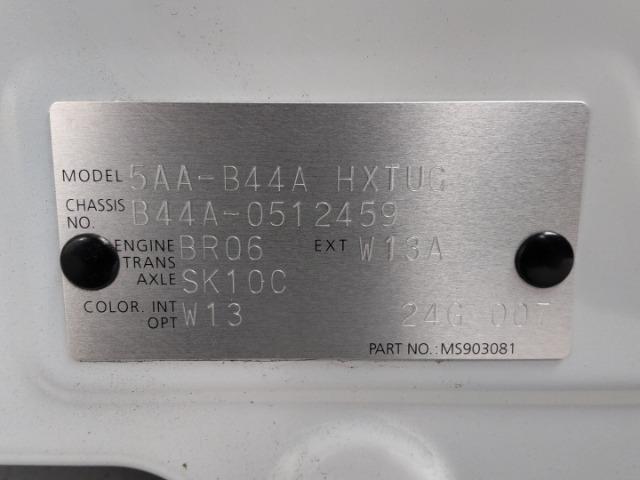 MODEL 5AA-B44A HXTUG
CHASSIS NO. B44A-0512459
ENGINE BR06 EXT W13A
TRANS AXLE SK10C
COLOR. INT OPT W13 24G 007
PART NO.: MS903081